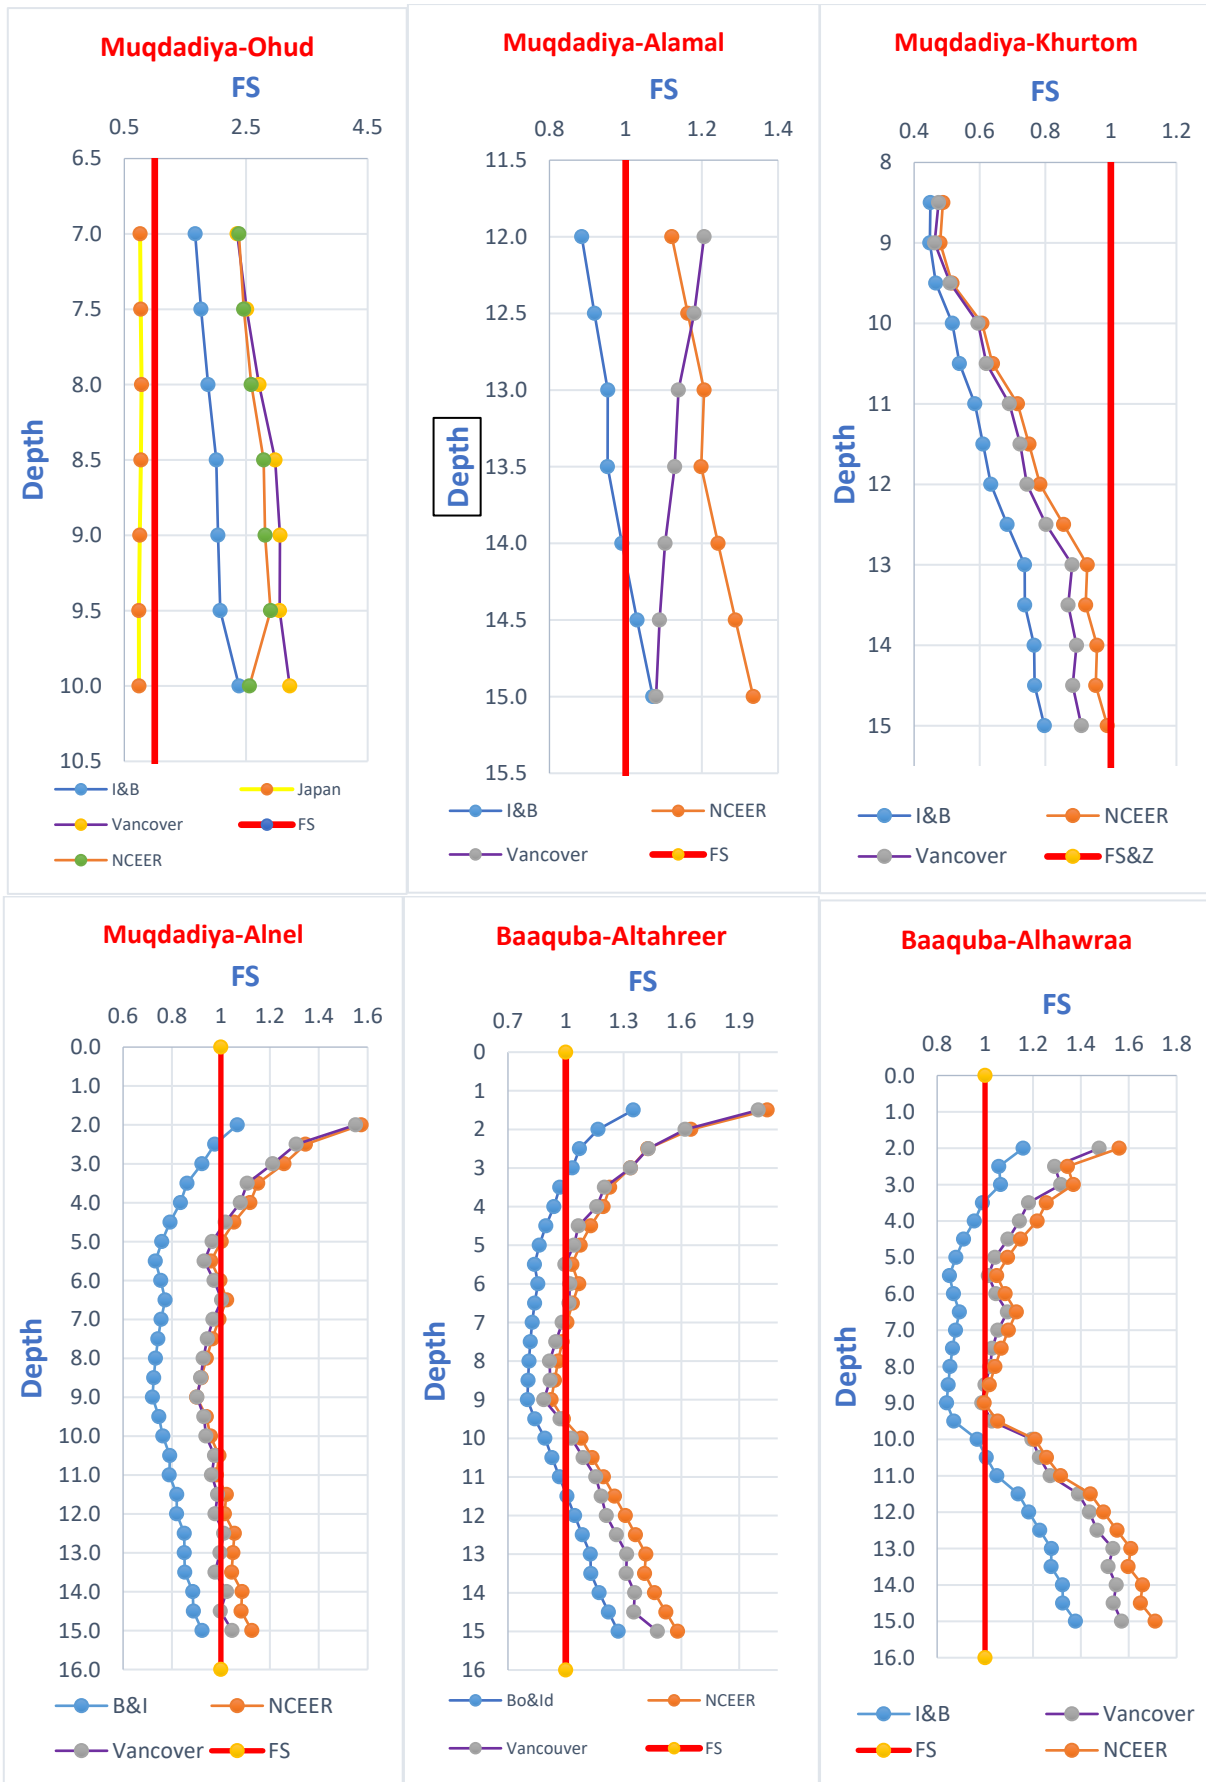 Muqdadiya-Ohud
FS
0.5 2.5 4.5
6.5
7.0
7.5
8.0
8.5
9.0
9.5
10.0
10.5
Depth
I&B Japan
Vancover FS
NCEER
Muqdadiya-Alamal
FS
0.8 1 1.2 1.4
11.5
12.0
12.5
13.0
13.5
14.0
14.5
15.0
15.5
Depth
I&B NCEER
Vancover FS
Muqdadiya-Khurtom
FS
0.4 0.6 0.8 1 1.2
8
9
10
11
12
13
14
15
Depth
I&B NCEER
Vancover FS&Z
Muqdadiya-Alnel
FS
0.6 0.8 1 1.2 1.4 1.6
0.0
1.0
2.0
3.0
4.0
5.0
6.0
7.0
8.0
9.0
10.0
11.0
12.0
13.0
14.0
15.0
16.0
Depth
B&I NCEER
Vancover FS
Baaquba-Altahreer
FS
0.7 1 1.3 1.6 1.9
0
1
2
3
4
5
6
7
8
9
10
11
12
13
14
15
16
Depth
Bo&Id NCEER
Vancouver FS
Baaquba-Alhawraa
FS
0.8 1 1.2 1.4 1.6 1.8
0.0
1.0
2.0
3.0
4.0
5.0
6.0
7.0
8.0
9.0
10.0
11.0
12.0
13.0
14.0
15.0
16.0
Depth
I&B Vancover
FS NCEER